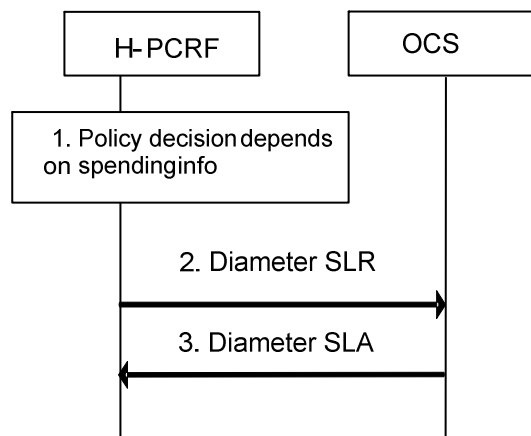 H-PCRF
OCS
1. Policy decision depends
on spendinginfo
2. Diameter SLR
3. Diameter SLA